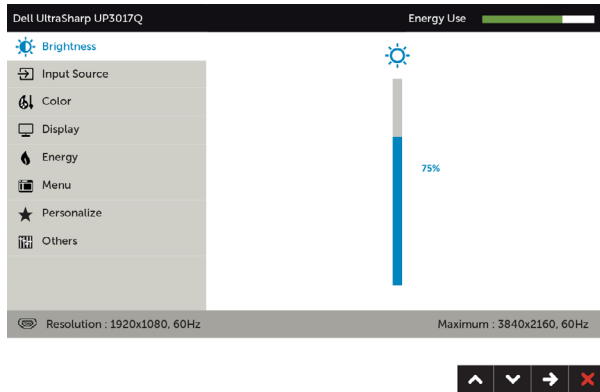 Dell UltraSharp UP3017Q Energy Use
Brightness
Input Source
Color
Display
Energy
75%
Menu
Personalize
Others
Resolution : 1920x1080, 60Hz Maximum : 3840x2160, 60Hz